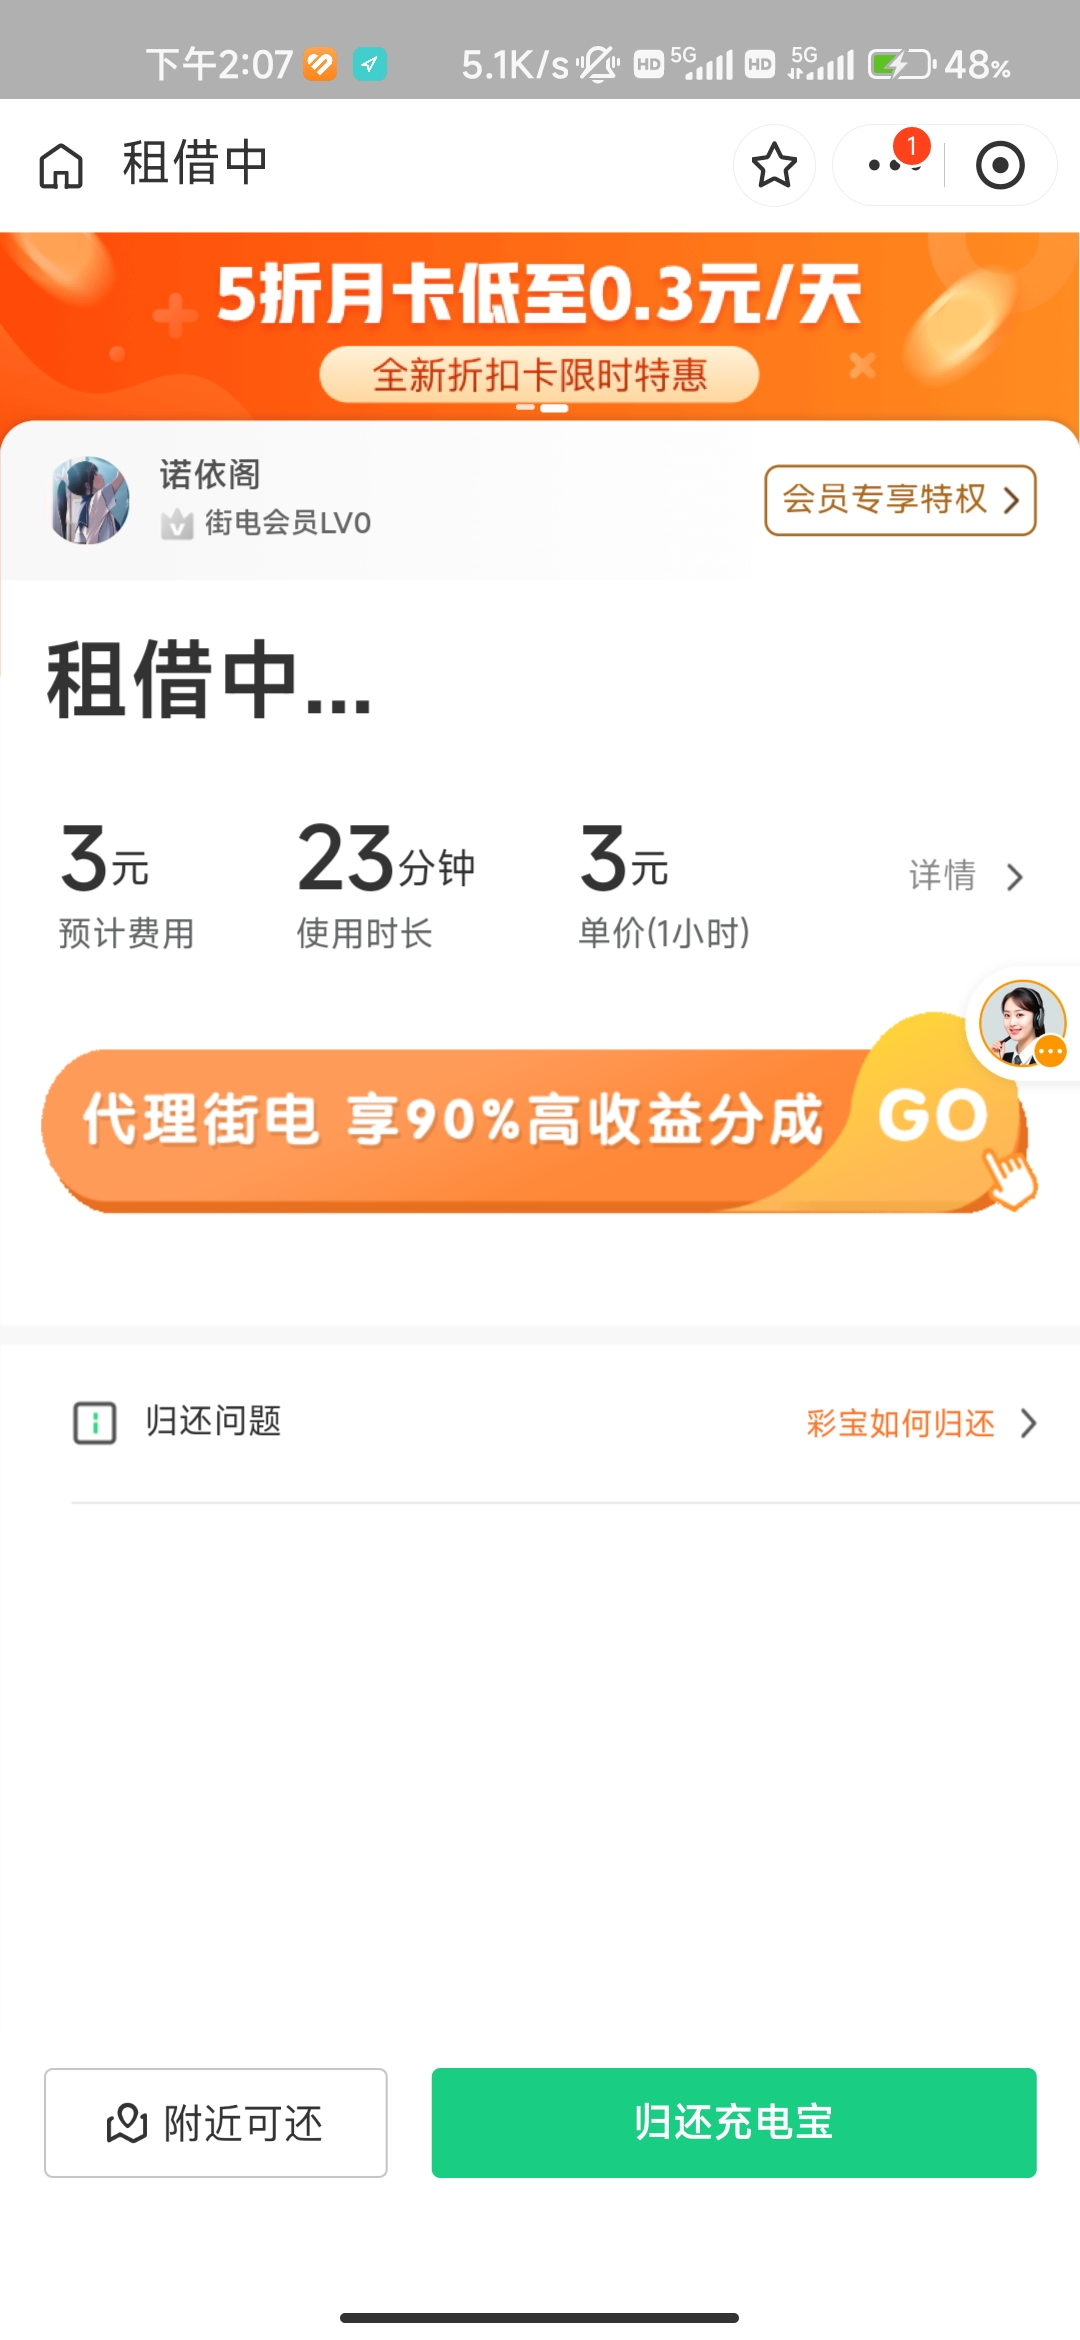 下午2:07 5.1K/s HD 5G HD 5G 48%
租借中
1
5折月卡低至0.3元/天
全新折扣卡限时特惠
诺依阁
街电会员LV0
会员专享特权
租借中...
3元 23分钟 3元
预计费用 使用时长 单价(1小时)
详情
代理街电 享90%高收益分成 GO
归还问题 彩宝如何归还
附近可还 归还充电宝